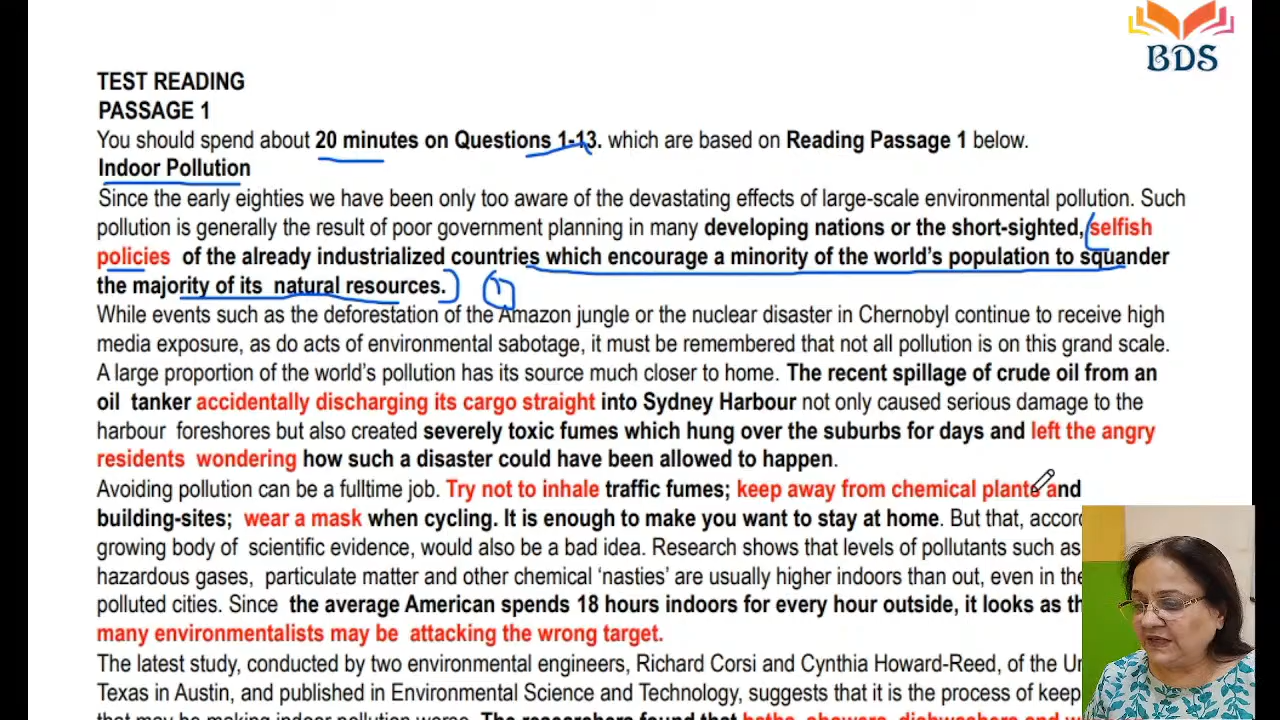 BDS
TEST READING
PASSAGE 1
You should spend about 20 minutes on Questions 1-13. which are based on Reading Passage 1 below.
Indoor Pollution
Since the early eighties we have been only too aware of the devastating effects of large-scale environmental pollution. Such
pollution is generally the result of poor government planning in many developing nations or the short-sighted, selfish
policies of the already industrialized countries which encourage a minority of the world's population to squander
the majority of its natural resources. 1
While events such as the deforestation of the Amazon jungle or the nuclear disaster in Chernobyl continue to receive high
media exposure, as do acts of environmental sabotage, it must be remembered that not all pollution is on this grand scale.
A large proportion of the world's pollution has its source much closer to home. The recent spillage of crude oil from an
oil tanker accidentally discharging its cargo straight into Sydney Harbour not only caused serious damage to the
harbour foreshores but also created severely toxic fumes which hung over the suburbs for days and left the angry
residents wondering how such a disaster could have been allowed to happen.
Avoiding pollution can be a fulltime job. Try not to inhale traffic fumes; keep away from chemical plants and
building-sites; wear a mask when cycling. It is enough to make you want to stay at home. But that,
growing body of scientific evidence, would also be a bad idea. Research shows that levels of pollutants such as
hazardous gases, particulate matter and other chemical 'nasties' are usually higher indoors than out, even in the
polluted cities. Since the average American spends 18 hours indoors for every hour outside, it looks as
many environmentalists may be attacking the wrong target.
The latest study, conducted by two environmental engineers, Richard Corsi and Cynthia Howard-Reed, of the
Texas in Austin, and published in Environmental Science and Technology, suggests that it is the process of
that may be making indoor pollution worse. The researchers found that baths, showers, dishwashers and